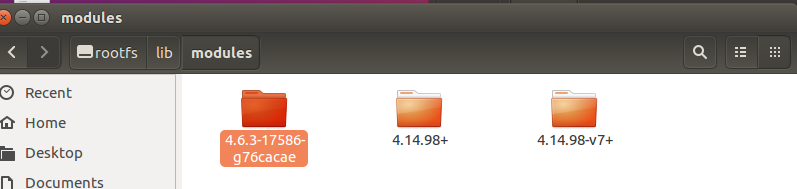 modules
rootfs lib modules
Recent
Home
Desktop
Documents
4.6.3-17586-
g76cacae
4.14.98+
4.14.98-v7+